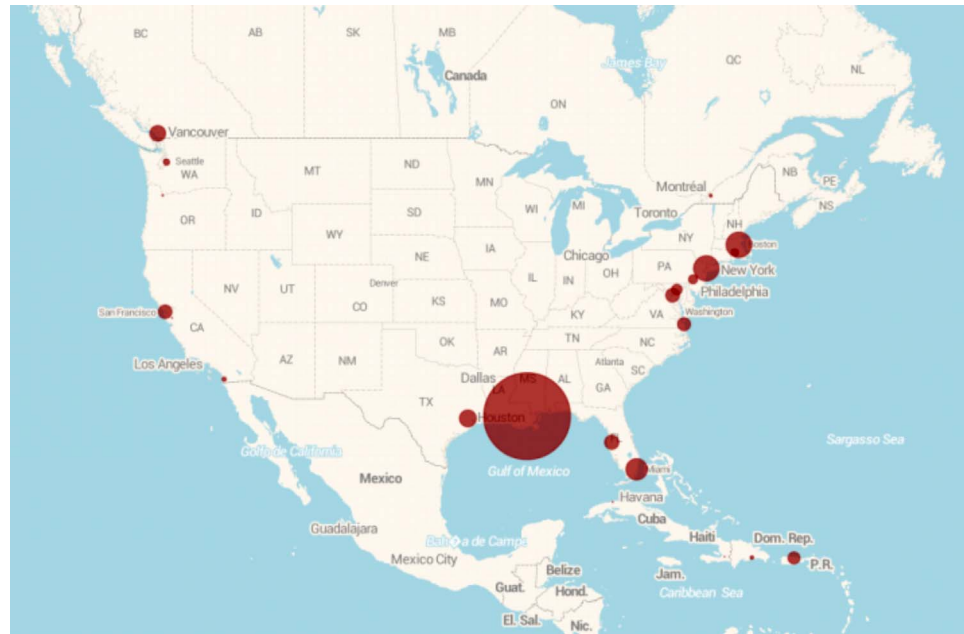 BC
AB
SK
MB
James Bay
QC
NL
Canada
ON
Vancouver
Seattle
WA
MT
ND
MN
NB
PE
NS
Montréal
OR
ID
SD
WI
MI
Toronto
NH
WY
NY
Boston
IA
Chicago
NE
NV
UT
Denver
IL
IN
OH
PA
New York
Philadelphia
CO
KS
MO
San Francisco
KY
VA
Washington
CA
OK
TN
NC
AR
Atlanta
SC
Los Angeles
AZ
NM
Dallas
LA
MS
AL
GA
TX
Houston
Sargasso Sea
Golfo de California
Gulf of Mexico
Miami
Mexico
Havana
Cuba
Guadalajara
Haiti
Dom. Rep.
Mexico City
P.R.
Belize
Jam.
Guat.
Hond.
Caribbean Sea
El. Sal.
Nic.